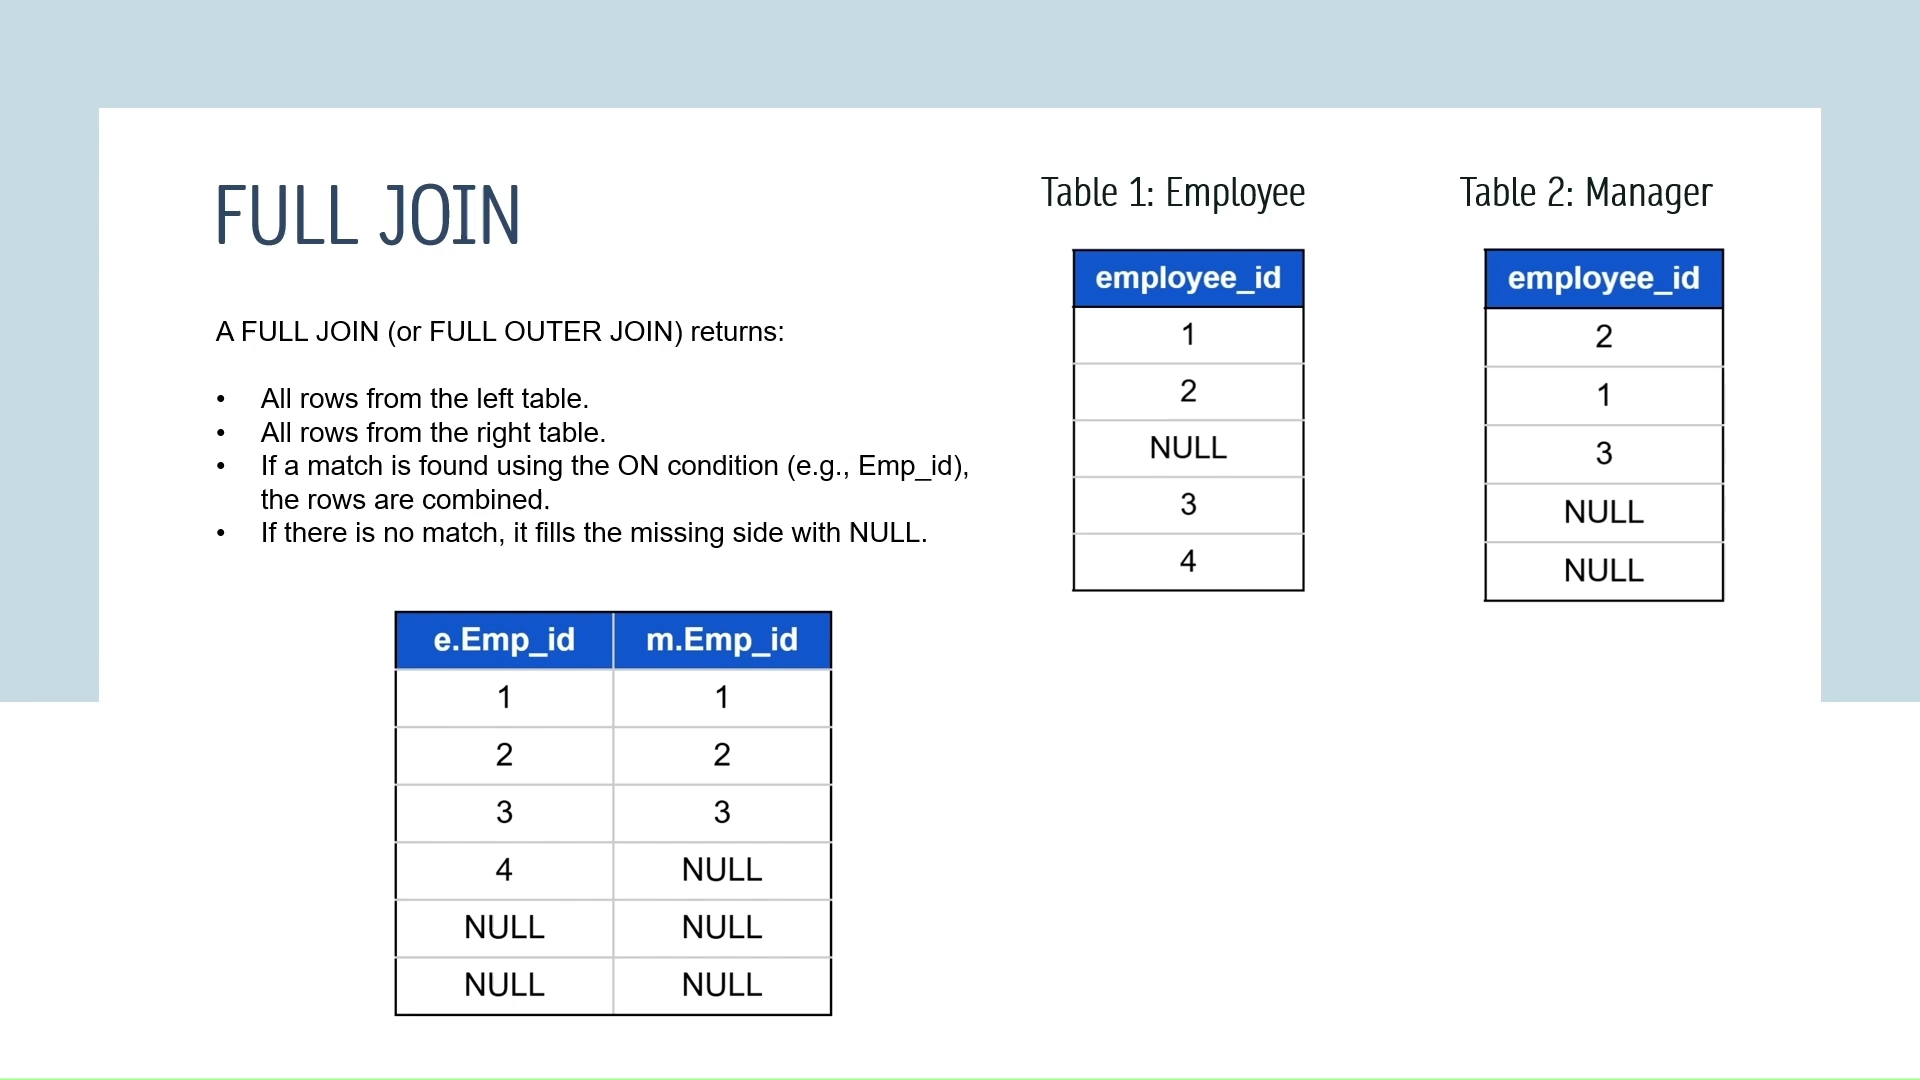 FULL JOIN
A FULL JOIN (or FULL OUTER JOIN) returns:
• All rows from the left table.
• All rows from the right table.
• If a match is found using the ON condition (e.g., Emp_id),
the rows are combined.
• If there is no match, it fills the missing side with NULL.
e.Emp_id m.Emp_id
1 1
2 2
3 3
4 NULL
NULL NULL
NULL NULL
Table 1: Employee
employee_id
1
2
NULL
3
4
Table 2: Manager
employee_id
2
1
3
NULL
NULL